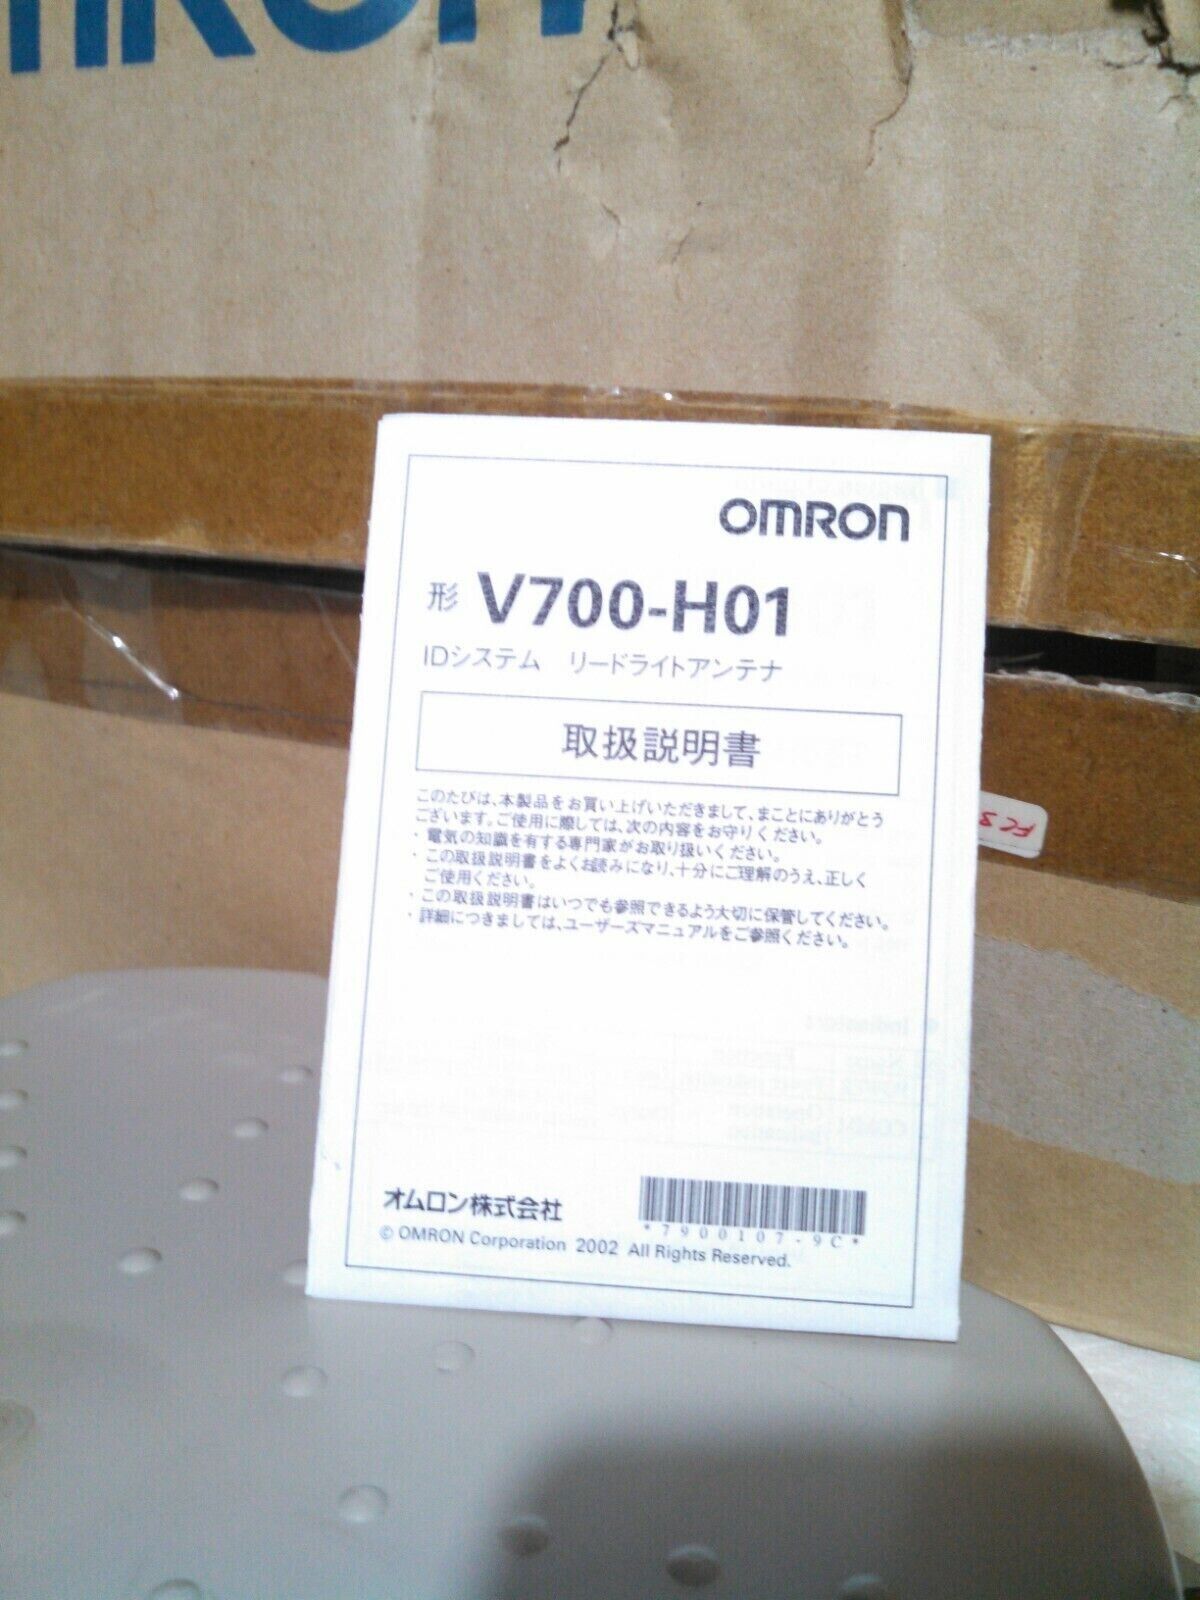 OMRON
形 V700-H01
IDシステム リードライトアンテナ
取扱説明書
このたびは、本製品をお買い上げいただきまして、まことにありがとう
ございます。ご使用に際しては、次の内容をお守りください。
・電気の知識を有する専門家がお取り扱いください。
・この取扱説明書をよくお読みになり、十分にご理解のうえ、正しく
ご使用ください。
・この取扱説明書はいつでも参照できるよう大切に保管してください。
・詳細につきましては、ユーザーズマニュアルをご参照ください。
オムロン株式会社
*7900107-9C*
© OMRON Corporation 2002 All Rights Reserved.